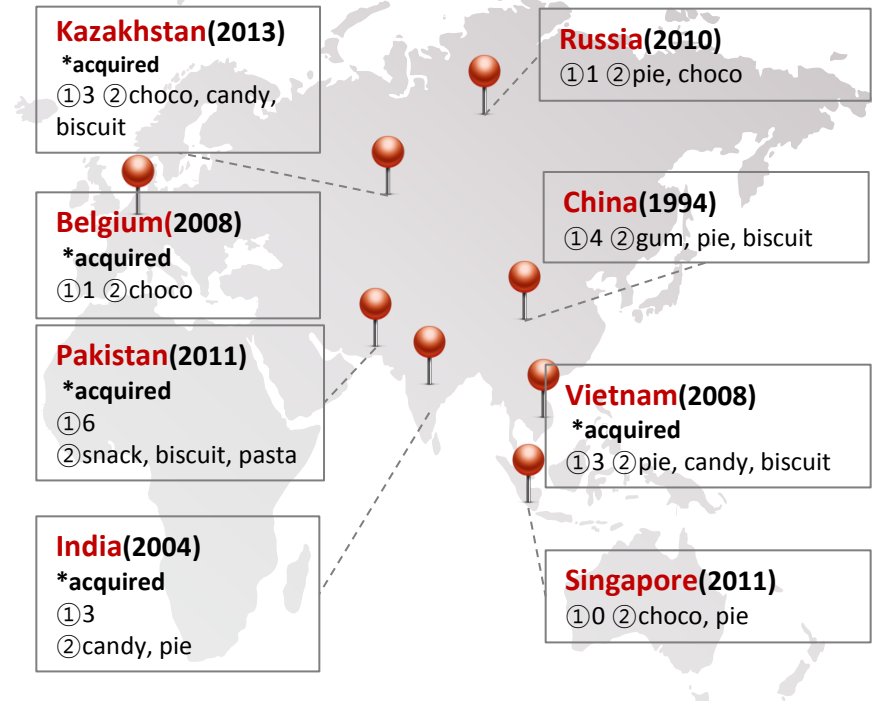 Kazakhstan(2013)
*acquired
①3 ②choco, candy,
biscuit
Russia(2010)
①1 ②pie, choco
China(1994)
①4 ②gum, pie, biscuit
Belgium(2008)
*acquired
①1 ②choco
Pakistan(2011)
*acquired
①6
②snack, biscuit, pasta
Vietnam(2008)
*acquired
①3 ②pie, candy, biscuit
India(2004)
*acquired
①3
②candy, pie
Singapore(2011)
①0 ②choco, pie